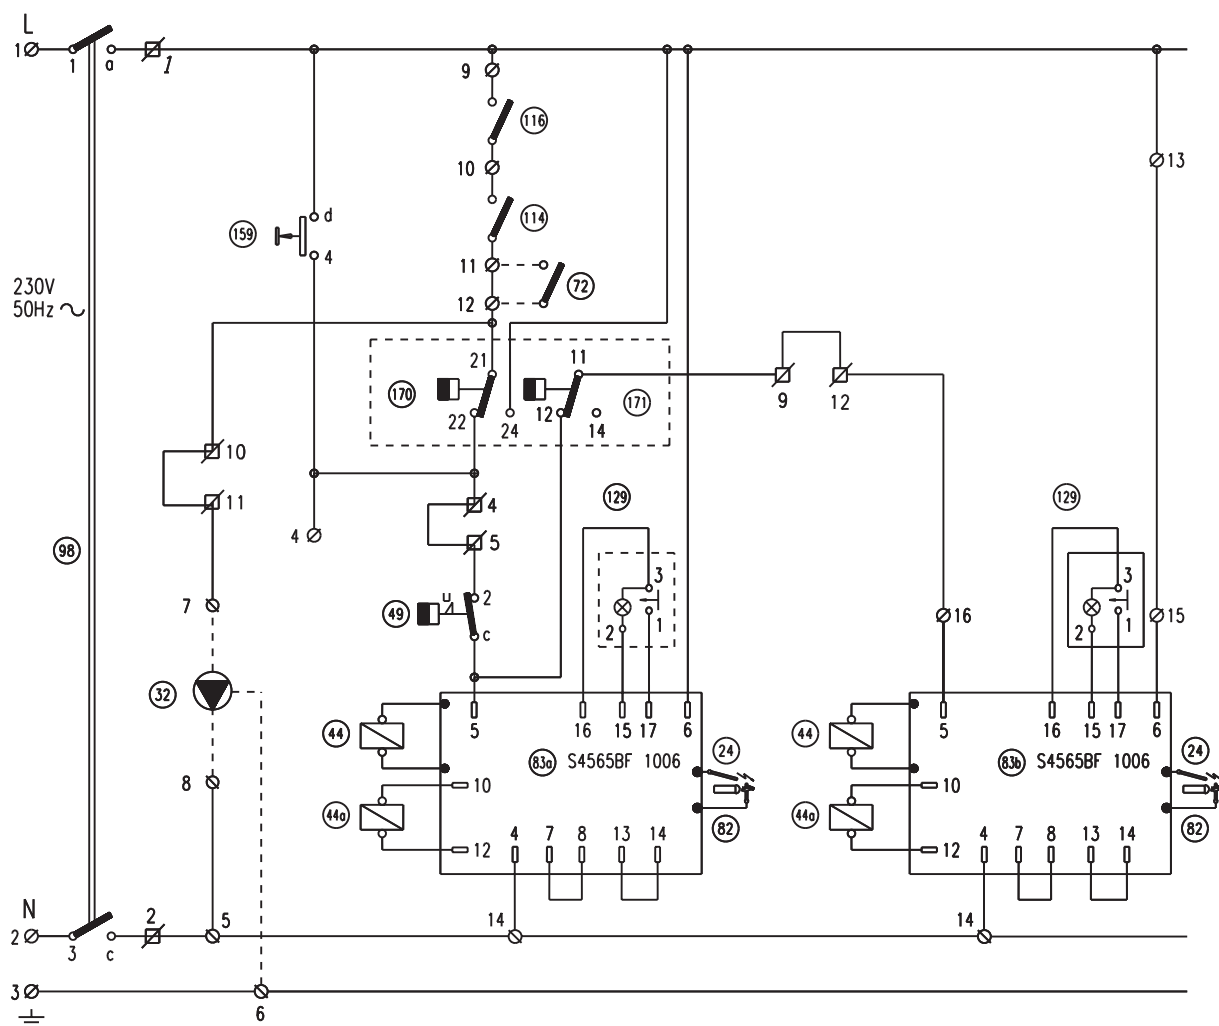 L
1
1 a 1
9
116
13
10
d
159
114
4
11
72
12
230V
50Hz
21 11
170 171
22 24 12 14 9 12
10
11
4
129 129
4
5
98
3 3
u 2
49
7 2 1 16 2 1 15
c
32
44 5 16 15 17 6 24 44 5 16 15 17 6 24
83a S4565BF 1006 83b S4565BF 1006
8 10 10
44a 82 44a 82
4 7 8 13 14 4 7 8 13 14
12 12
N 2 5 14 14
2
3 c
3
6